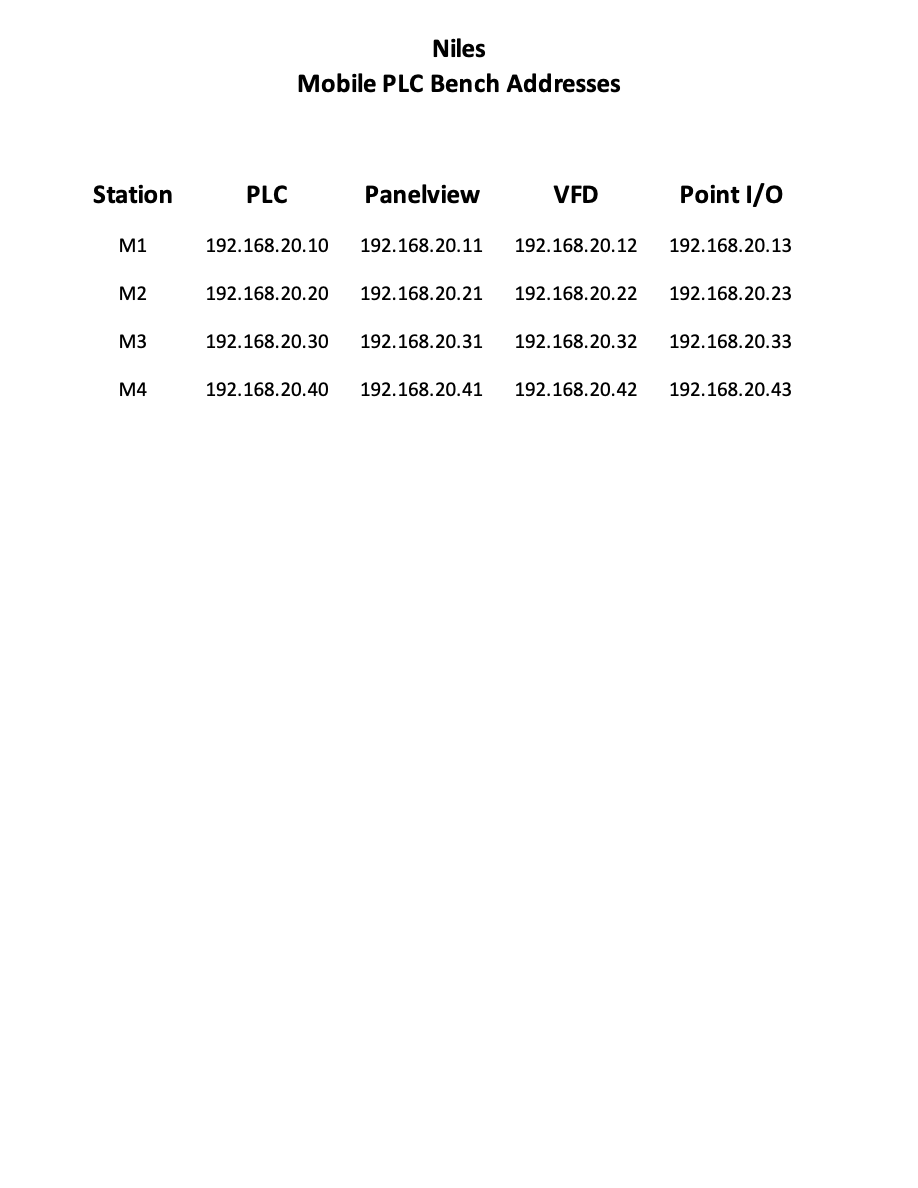 Niles
Mobile PLC Bench Addresses
Station PLC Panelview VFD Point I/O
M1 192.168.20.10 192.168.20.11 192.168.20.12 192.168.20.13
M2 192.168.20.20 192.168.20.21 192.168.20.22 192.168.20.23
M3 192.168.20.30 192.168.20.31 192.168.20.32 192.168.20.33
M4 192.168.20.40 192.168.20.41 192.168.20.42 192.168.20.43